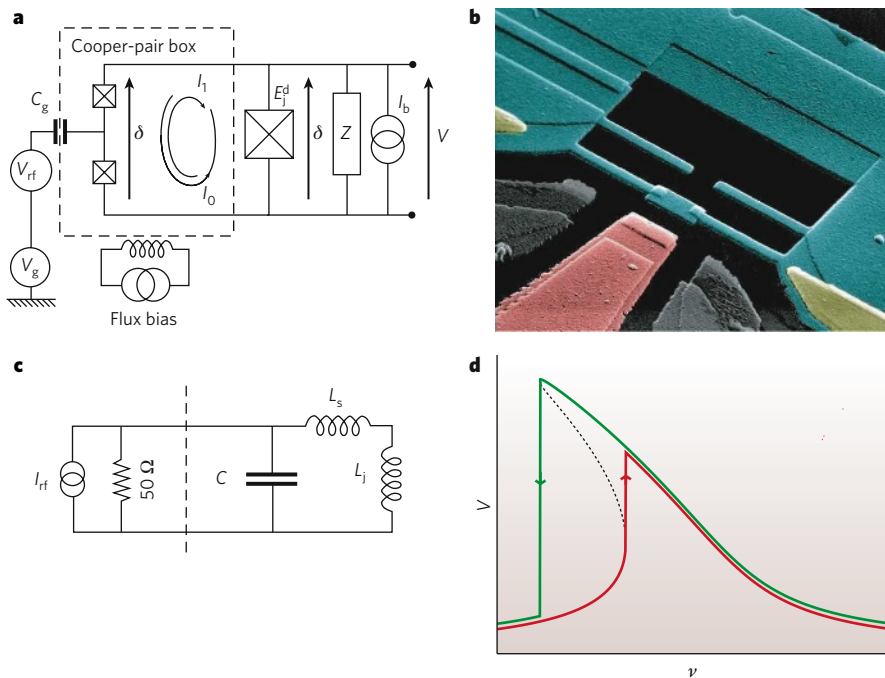 a
Cooper-pair box
C_g
I_1
E_j^d
I_b
δ
δ
Z
V
V_rf
I_0
V_g
Flux bias
b
c
L_s
I_rf
50 Ω
C
L_j
d
V
ν